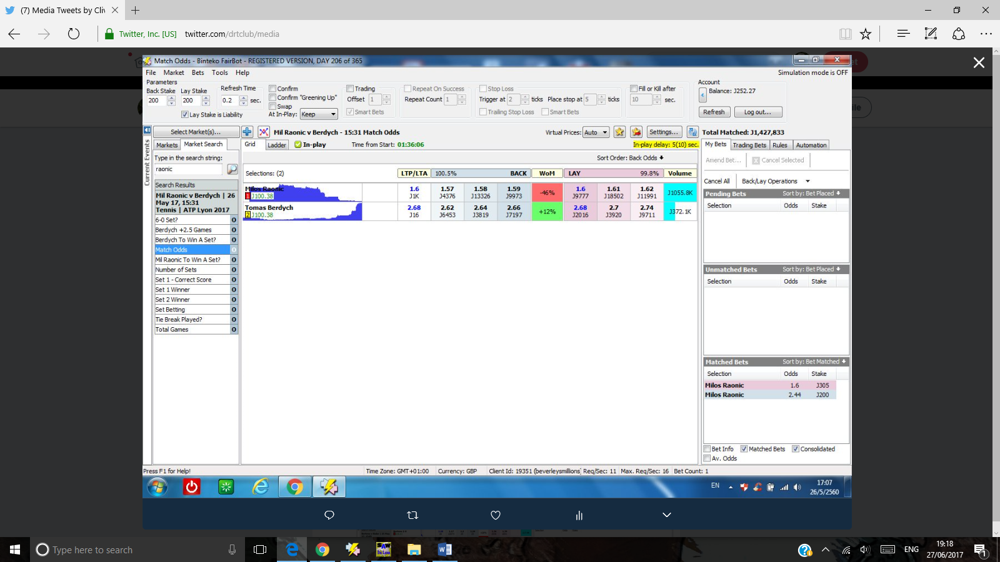 (7) Media Tweets by Cliv
Twitter, Inc. [US] twitter.com/drtclub/media
Match Odds - Binteko FairBot - REGISTERED VERSION, DAY 206 of 365
File Market Bets Tools Help
Simulation mode is OFF
Parameters
Back Stake Lay Stake Refresh Time
200 200 0.2 sec.
Lay Stake is Liability
Confirm
Confirm "Greening Up"
Swap
At In-Play: Keep
Trading
Offset 1
Smart Bets
Repeat On Success
Repeat Count 1
Stop Loss
Trigger at 2 ticks Place stop at 5 ticks
Trailing Stop Loss Smart Bets
Fill or Kill after
10 sec.
Account
Balance: J252.27
Refresh Log out...
Select Market(s)...
Mil Raonic v Berdych - 15:31 Match Odds
Virtual Prices: Auto Settings...
Total Matched: J1,427,833
Current Events
Markets Market Search
Type in the search string:
raonic
Search Results
Mil Raonic v Berdych | 26
May 17, 15:31
Tennis | ATP Lyon 2017
6-0 Set? 0
Berdych +2.5 Games 0
Berdych To Win A Set? 0
Match Odds 0
Mil Raonic To Win A Set? 0
Number of Sets 0
Set 1 - Correct Score 0
Set 1 Winner 0
Set 2 Winner 0
Set Betting 0
Tie Break Played? 0
Total Games 0
Grid Ladder In-play Time from Start: 01:36:06 In-play delay: 5(10) sec.
Sort Order: Back Odds
Selections: (2) LTP/LTA 100.5% BACK WoM LAY 99.8% Volume
Milos Raonic 1.6 1.57 1.58 1.59 -46% 1.6 1.61 1.62 J1055.8K
1 J100.38 J1K J4376 J13326 J9973 J9777 J18502 J11991
Tomas Berdych 2.68 2.62 2.64 2.66 +12% 2.68 2.7 2.74 J372.1K
2 J100.38 J16 J6453 J3819 J7197 J2016 J3920 J9711
My Bets Trading Bets Rules Automation
Amend Bet... Cancel Selected
Cancel All Back/Lay Operations
Pending Bets Sort by: Bet Placed
Selection Odds Stake
Unmatched Bets Sort by: Bet Placed
Selection Odds Stake
Matched Bets Sort by: Bet Matched
Selection Odds Stake
Milos Raonic 1.6 J305
Milos Raonic 2.44 J200
Bet Info Matched Bets Consolidated
Av. Odds
Press F1 for Help! Time Zone: GMT+01:00 Currency: GBP Client Id: 19351 (beverleysmillions) Req/Sec: 11 Max. Req/Sec: 16 Bet Count: 1
EN 17:07
26/5/2560
Type here to search
ENG 19:18
27/06/2017
1